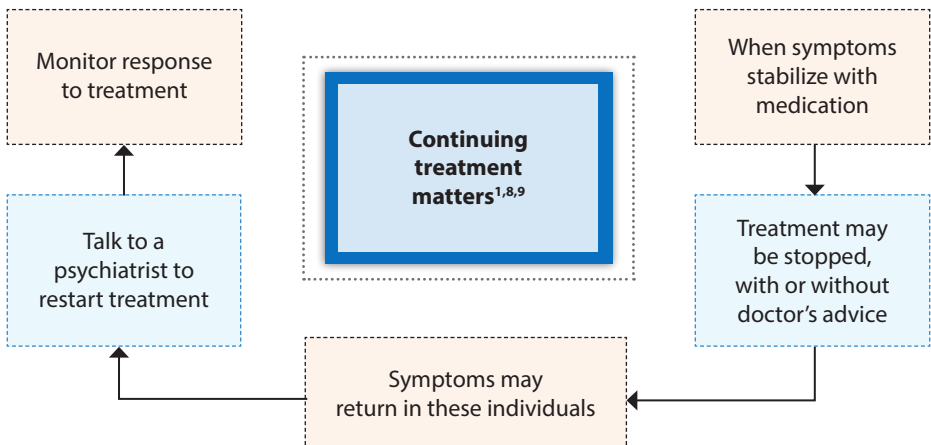 Monitor response
to treatment
Continuing
treatment
matters1,8,9
When symptoms
stabilize with
medication
Talk to a
psychiatrist to
restart treatment
Treatment may
be stopped,
with or without
doctor’s advice
Symptoms may
return in these individuals